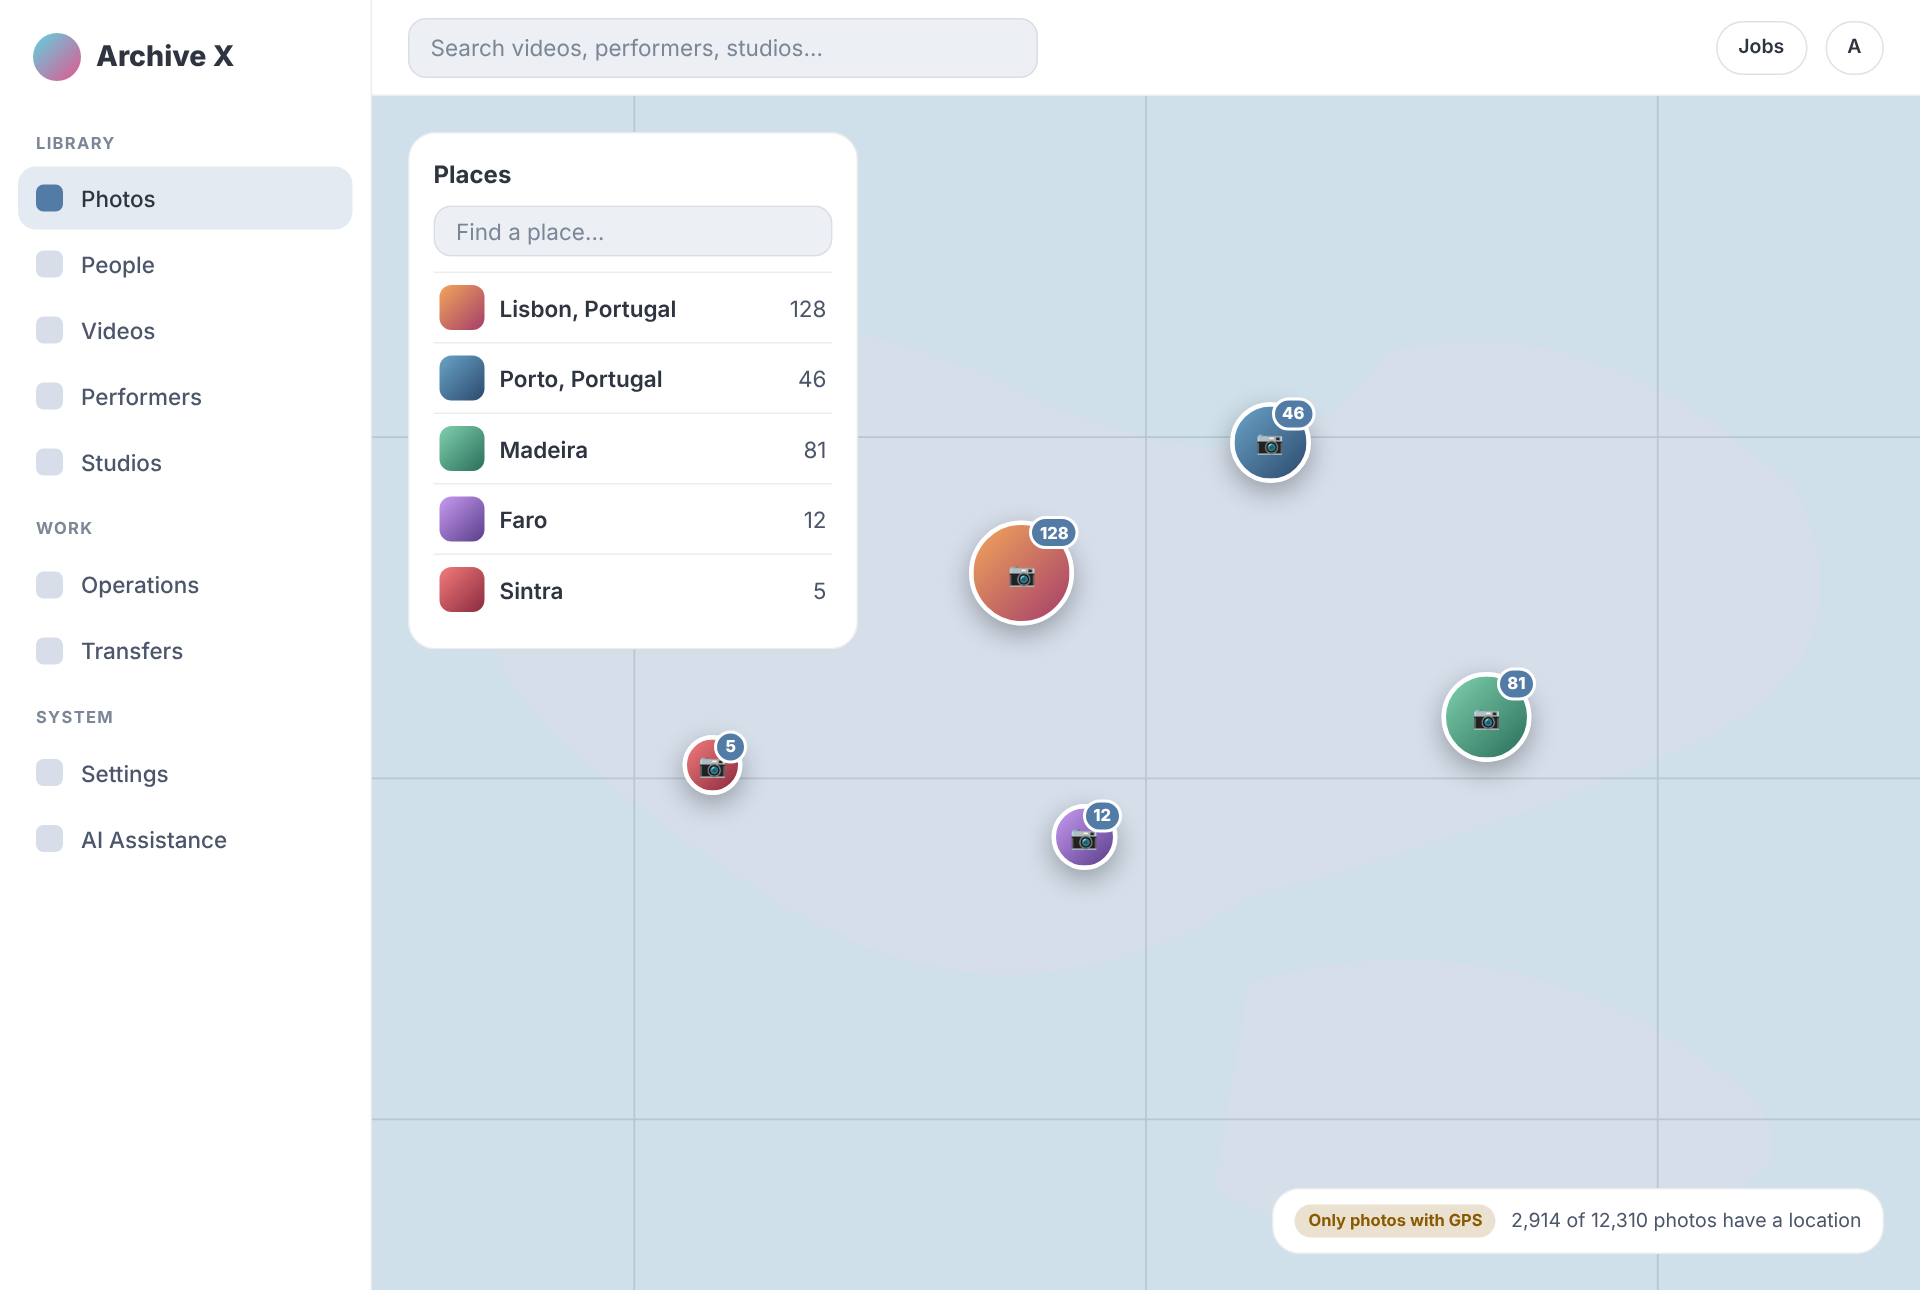 Archive X
Search videos, performers, studios...
Jobs
A
LIBRARY
Photos
People
Videos
Performers
Studios
WORK
Operations
Transfers
SYSTEM
Settings
AI Assistance
Places
Find a place...
Lisbon, Portugal 128
Porto, Portugal 46
Madeira 81
Faro 12
Sintra 5
46
128
81
5
12
Only photos with GPS 2,914 of 12,310 photos have a location